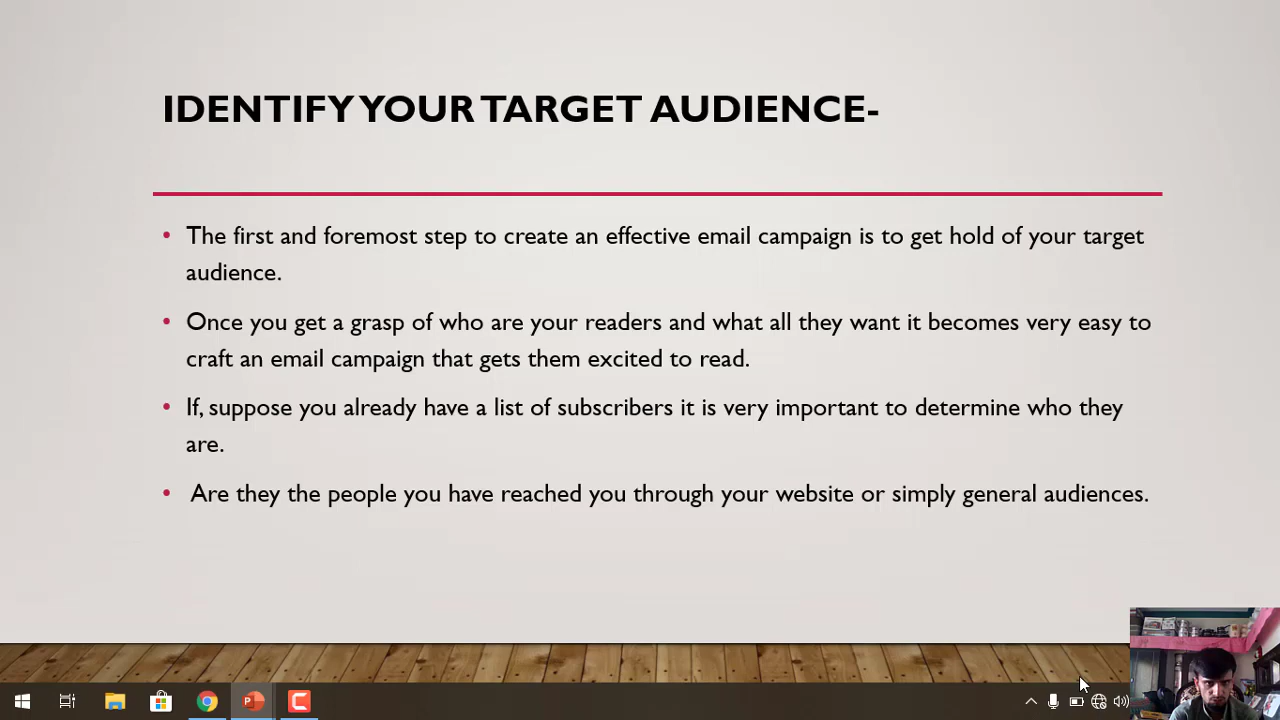 IDENTIFY YOUR TARGET AUDIENCE-
• The first and foremost step to create an effective email campaign is to get hold of your target
audience.
• Once you get a grasp of who are your readers and what all they want it becomes very easy to
craft an email campaign that gets them excited to read.
• If, suppose you already have a list of subscribers it is very important to determine who they
are.
• Are they the people you have reached you through your website or simply general audiences.